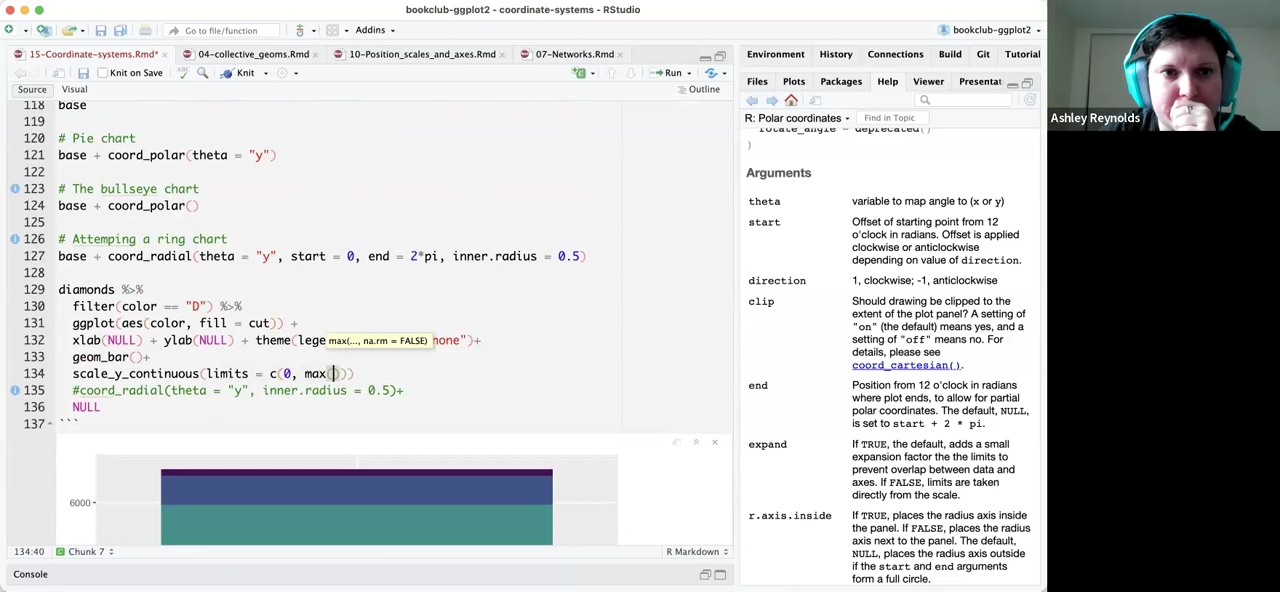 bookclub-ggplot2 - coordinate-systems - RStudio
Go to file/function
Addins
bookclub-ggplot2
15-Coordinate-systems.Rmd*
04-collective_geoms.Rmd
10-Position_scales_and_axes.Rmd
07-Networks.Rmd
Knit on Save
Knit
Run
Source
Visual
Outline
118 base
119
120 # Pie chart
121 base + coord_polar(theta = "y")
122
123 # The bullseye chart
124 base + coord_polar()
125
126 # Attemping a ring chart
127 base + coord_radial(theta = "y", start = 0, end = 2*pi, inner.radius = 0.5)
128
129 diamonds %>%
130 filter(color == "D") %>%
131 ggplot(aes(color, fill = cut)) +
max(..., na.rm = FALSE)
132 xlab(NULL) + ylab(NULL) + theme(lege one")+
133 geom_bar()+
134 scale_y_continuous(limits = c(0, max()))
135 #coord_radial(theta = "y", inner.radius = 0.5)+
136 NULL
137 ```
6000
134:40
Chunk 7
R Markdown
Console
Environment
History
Connections
Build
Git
Tutorial
Files
Plots
Packages
Help
Viewer
Presentat
R: Polar coordinates
Find in Topic
rotate_angle = deprecated()
)
Arguments
theta
variable to map angle to (x or y)
start
Offset of starting point from 12
o'clock in radians. Offset is applied
clockwise or anticlockwise
depending on value of direction.
direction
1, clockwise; -1, anticlockwise
clip
Should drawing be clipped to the
extent of the plot panel? A setting of
"on" (the default) means yes, and a
setting of "off" means no. For
details, please see
coord_cartesian().
end
Position from 12 o'clock in radians
where plot ends, to allow for partial
polar coordinates. The default, NULL,
is set to start + 2 * pi.
expand
If TRUE, the default, adds a small
expansion factor the the limits to
prevent overlap between data and
axes. If FALSE, limits are taken
directly from the scale.
r.axis.inside
If TRUE, places the radius axis inside
the panel. If FALSE, places the radius
axis next to the panel. The default,
NULL, places the radius axis outside
if the start and end arguments
form a full circle.
Ashley Reynolds